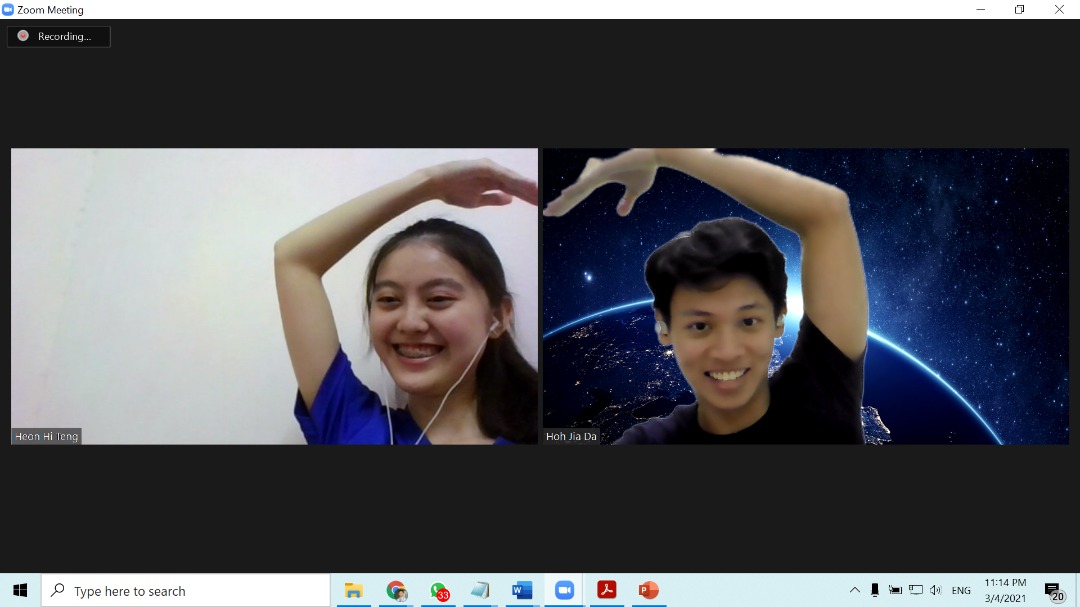 Zoom Meeting
Recording...
Heon Hi Teng
Hoh Jia Da
Type here to search
33
W
P
ENG
11:14 PM
3/4/2021
20